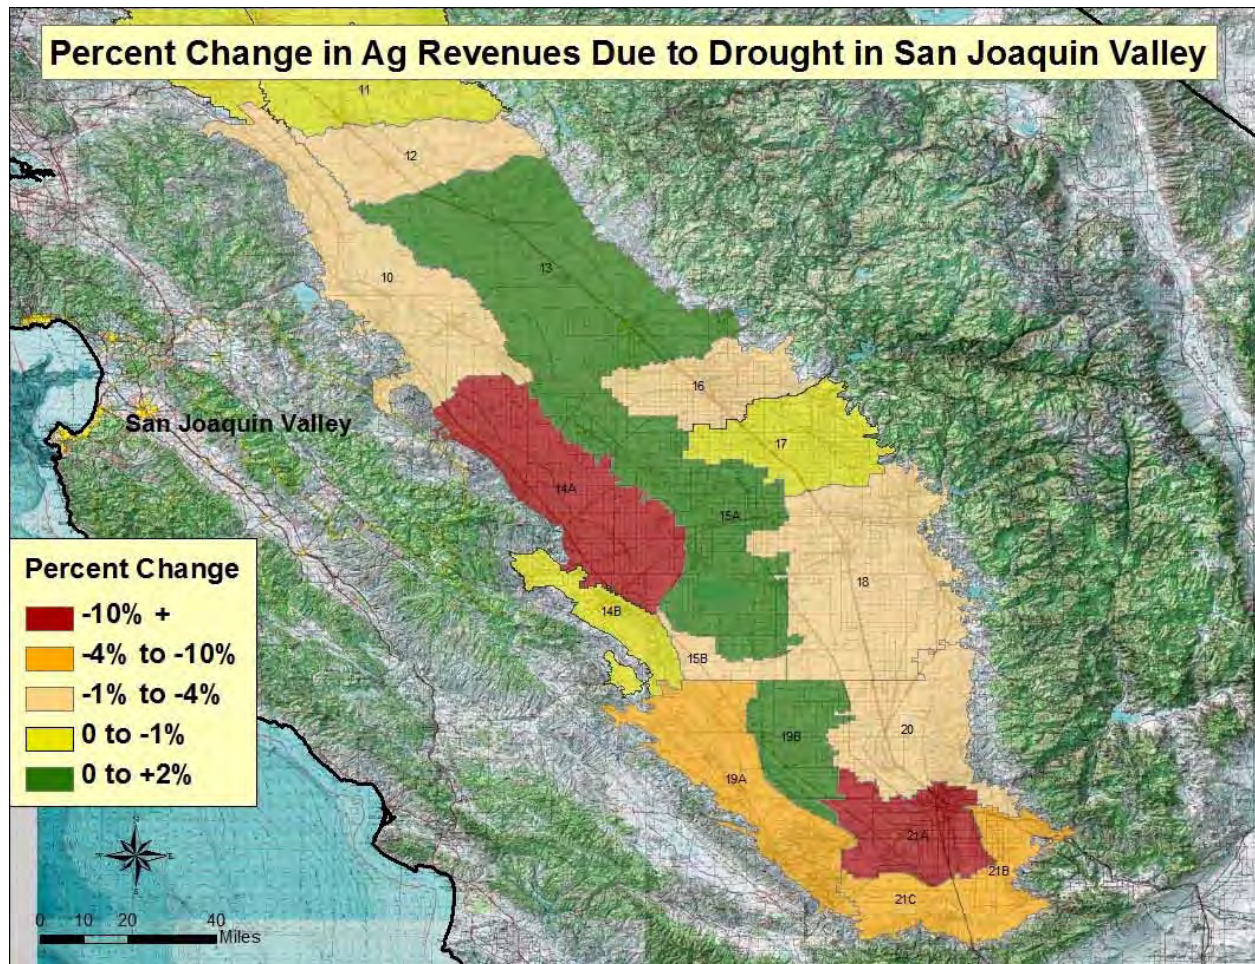 Percent Change in Ag Revenues Due to Drought in San Joaquin Valley
11
12
13
10
16
San Joaquin Valley
17
14A
15A
18
14B
15B
20
19B
19A
21A
21B
21C
Percent Change
-10% +
-4% to -10%
-1% to -4%
0 to -1%
0 to +2%
N
E
S
0 10 20 40
Miles